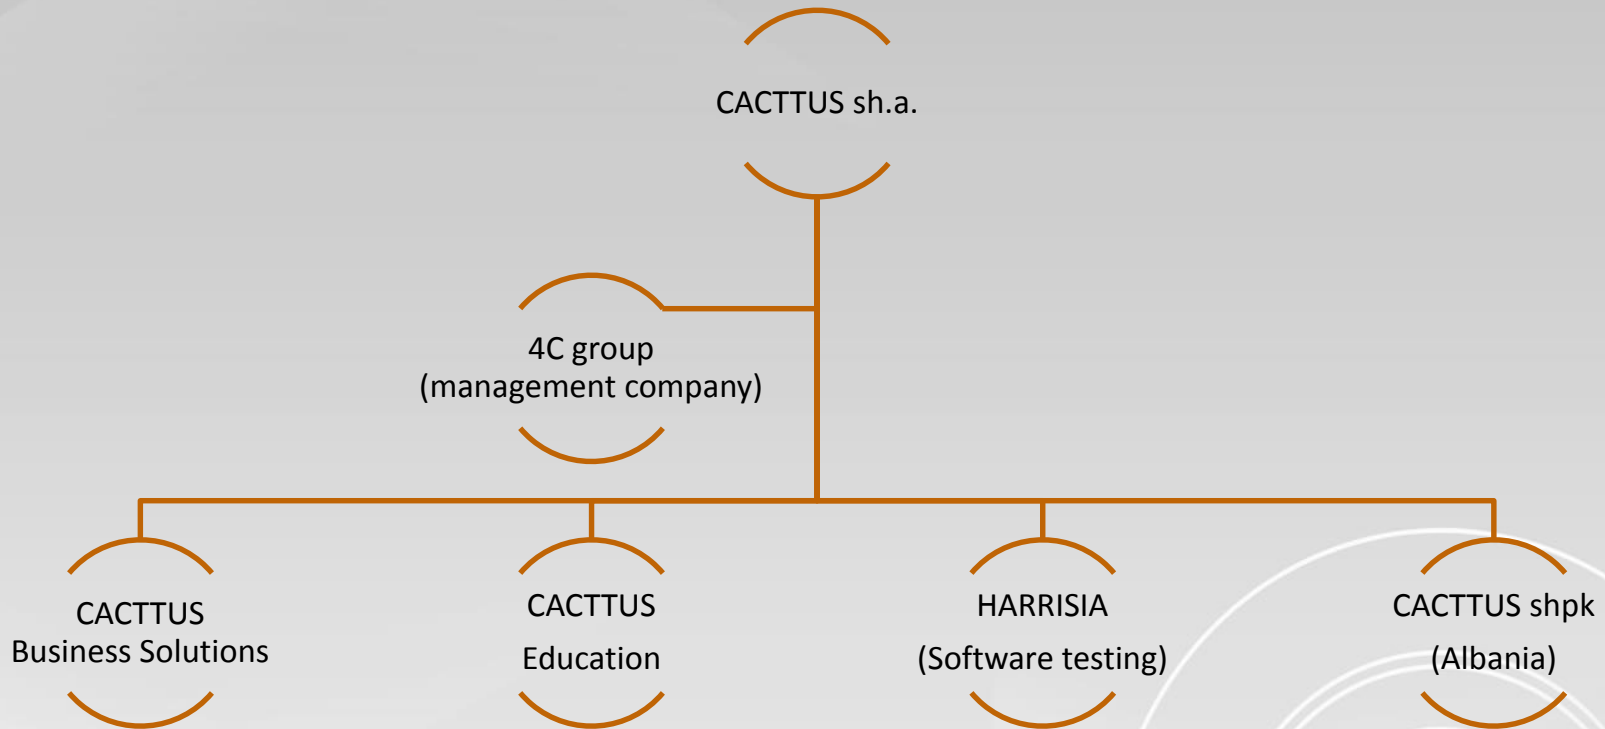 CACTTUS sh.a.
4C group
(management company)
CACTTUS
Business Solutions
CACTTUS
Education
HARRISIA
(Software testing)
CACTTUS shpk
(Albania)